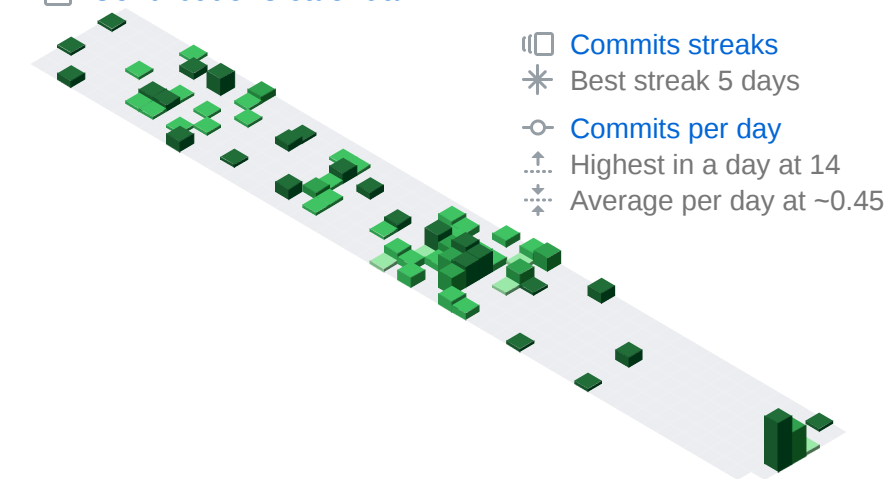 Commits streaks
Best streak 5 days
Commits per day
Highest in a day at 14
Average per day at ~0.45